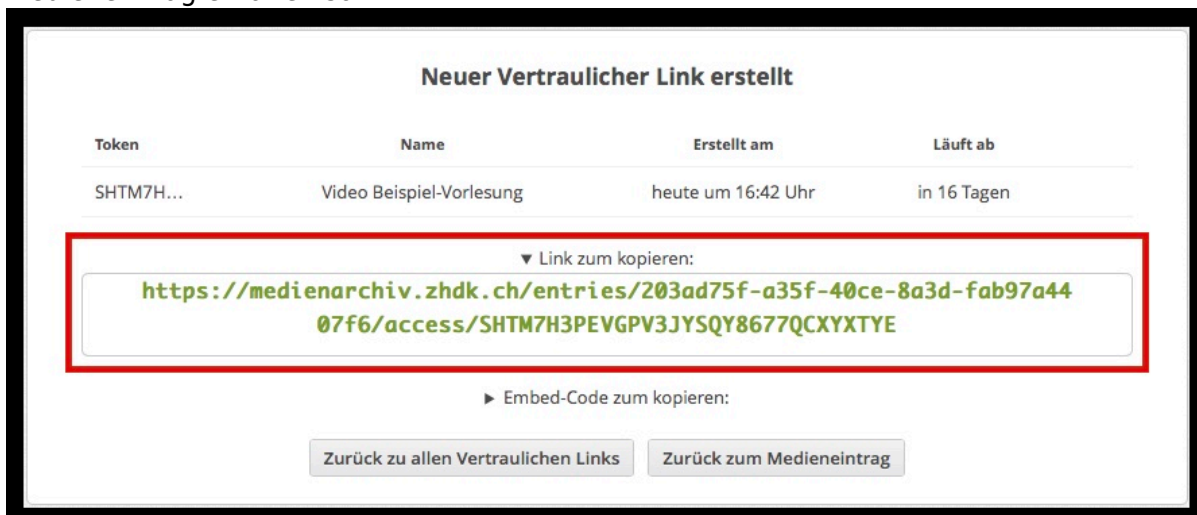 Neuer Vertraulicher Link erstellt
Token Name Erstellt am Läuft ab
SHTM7H... Video Beispiel-Vorlesung heute um 16:42 Uhr in 16 Tagen
▼ Link zum kopieren:
https://medienarchiv.zhdk.ch/entries/203ad75f-a35f-40ce-8a3d-fab97a44
07f6/access/SHTM7H3PEVGPV3JYSQY8677QCXYXTYE
▶ Embed-Code zum kopieren:
Zurück zu allen Vertraulichen Links Zurück zum Medieneintrag